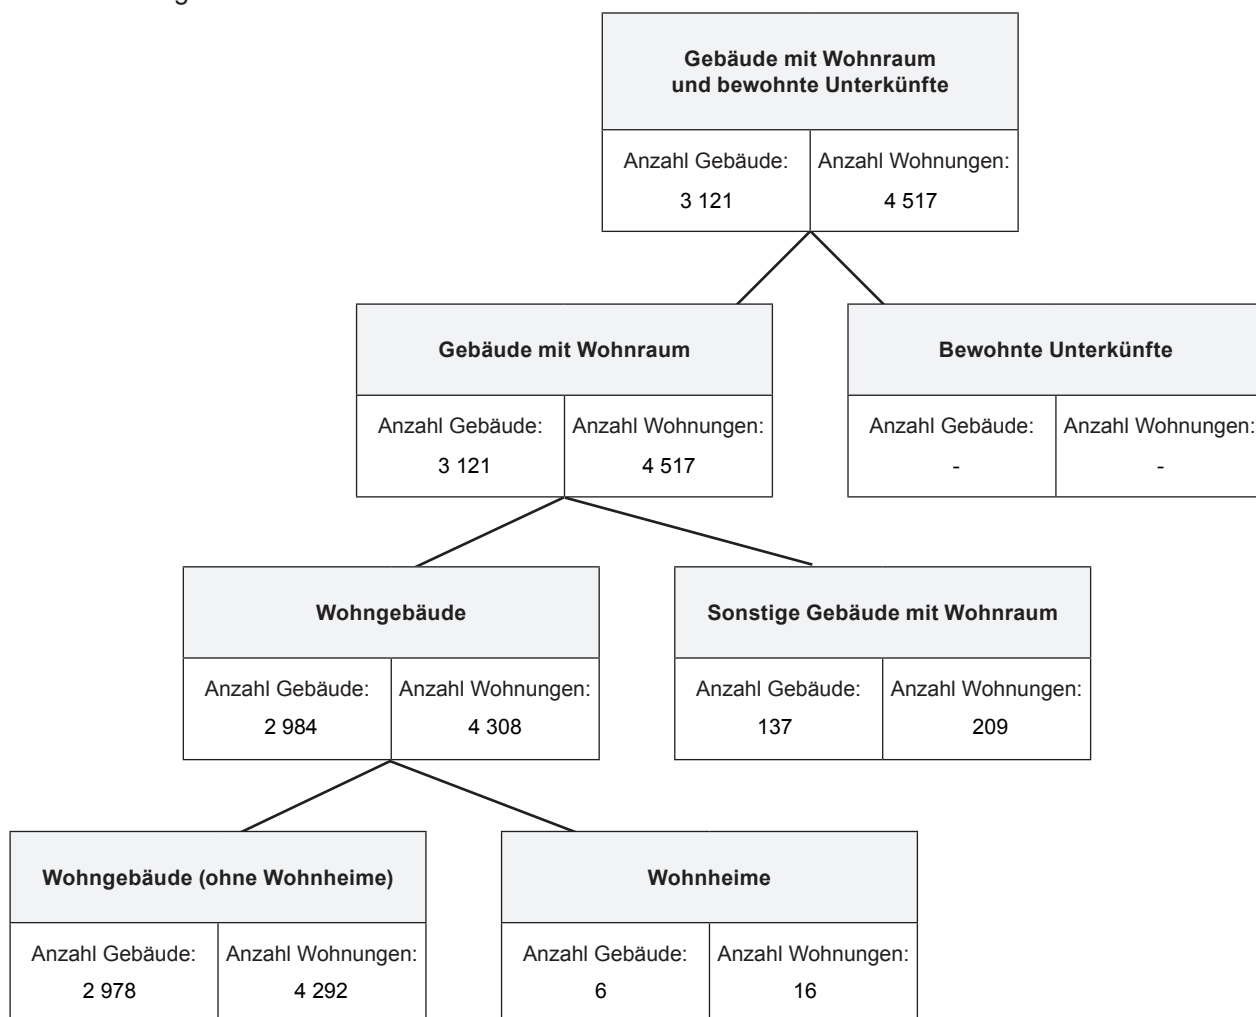 Gebäude mit Wohnraum
und bewohnte Unterkünfte
Anzahl Gebäude: Anzahl Wohnungen:
3 121 4 517
Gebäude mit Wohnraum Bewohnte Unterkünfte
Anzahl Gebäude: Anzahl Wohnungen: Anzahl Gebäude: Anzahl Wohnungen:
3 121 4 517 - -
Wohngebäude Sonstige Gebäude mit Wohnraum
Anzahl Gebäude: Anzahl Wohnungen: Anzahl Gebäude: Anzahl Wohnungen:
2 984 4 308 137 209
Wohngebäude (ohne Wohnheime) Wohnheime
Anzahl Gebäude: Anzahl Wohnungen: Anzahl Gebäude: Anzahl Wohnungen:
2 978 4 292 6 16